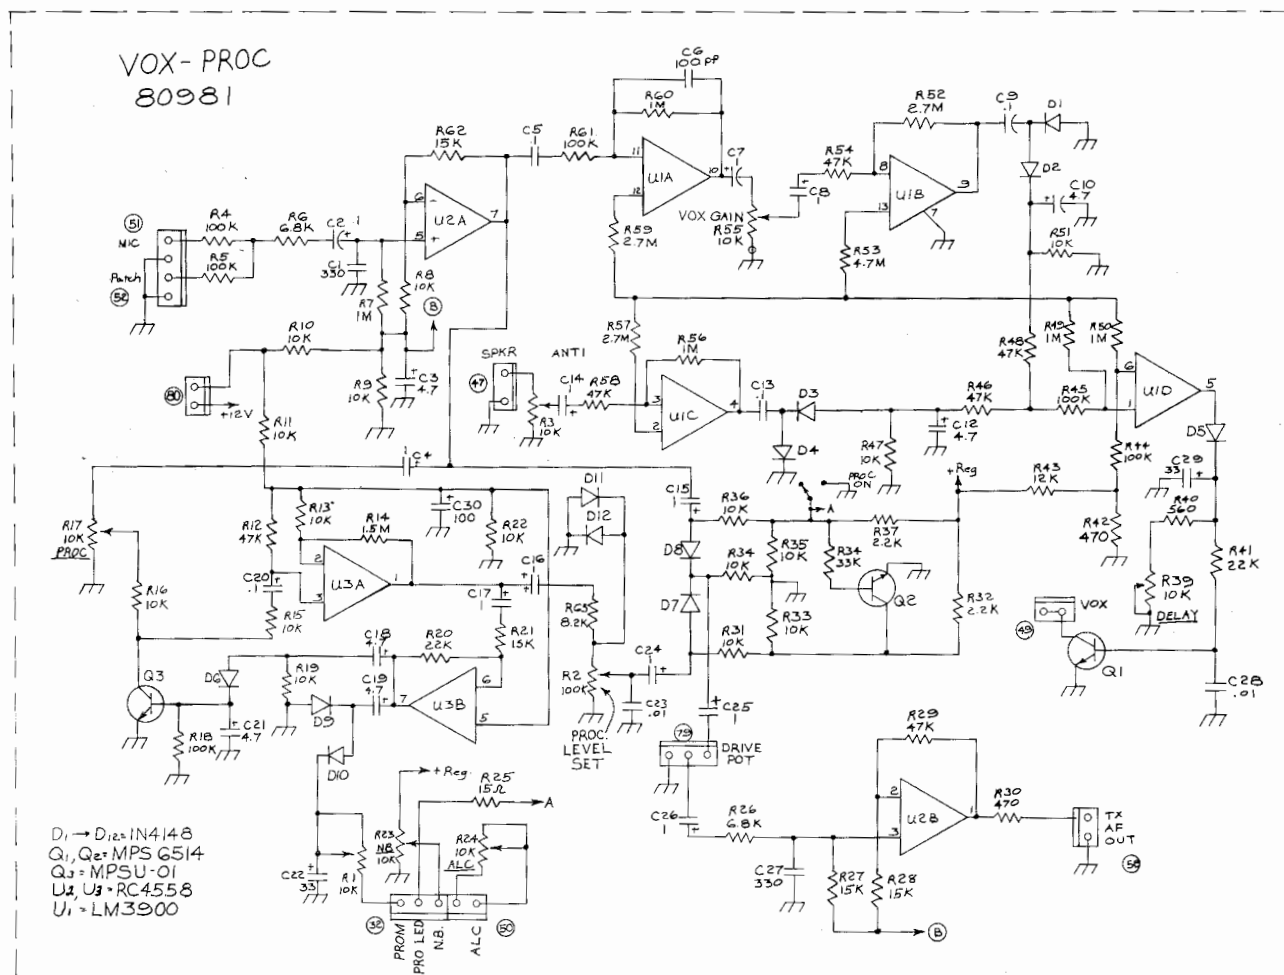 VOX-PROC
80981
C6
100 pf
R60
1M
R52
2.7M
C9
.1
D1
R62
15K
C5
.1
R61
100K
11
12
U1A
10
C7
1
R54
47K
C8
1
8
13
U1B
9
7
D2
C10
4.7
R51
10K
VOX GAIN
R55
10K
51
MIC
Patch
52
R4
100K
R5
100K
R6
6.8K
C2
.1
C1
330
6
5
U2A
7
R59
2.7M
R53
4.7M
R7
1M
R8
10K
B
R10
10K
R9
10K
C3
4.7
80
+12V
R11
10K
R57
2.7M
R56
1M
SPKR
ANTI
47
R3
10K
C14
1
R58
47K
3
2
U1C
4
C13
.1
D3
D4
R47
10K
C12
4.7
R46
47K
R48
47K
R49
1M
R50
1M
R45
100K
6
1
U1D
5
D5
R44
100K
C29
33
R40
560
C4
1
PROC
ON
A
+Reg
R43
12K
R42
470
R41
22K
R39
10K
DELAY
R17
10K
PROC
R12
47K
R13
10K
R14
1.5M
C30
100
R22
10K
D11
D12
C15
1
R36
10K
R37
2.2K
D8
R34
10K
R35
10K
R34
33K
Q2
D7
R33
10K
R31
10K
R32
2.2K
VOX
49
Q1
C28
.01
R16
10K
C20
.1
R15
10K
2
3
U3A
1
C16
1
C17
1
R63
8.2K
R21
15K
R20
22K
C18
4.7
C19
4.7
7
U3B
6
5
R2
100K
C24
1
C23
.01
C25
1
Q3
D6
R19
10K
D9
D10
R18
100K
C21
4.7
PROC.
LEVEL
SET
79
DRIVE
POT
+Reg.
R25
15Ω
A
C26
1
R26
6.8K
R29
47K
2
3
U2B
1
R30
470
TX
AF
OUT
C27
330
R27
15K
R28
15K
B
C22
33
R1
10K
R23
NB
10K
R24
10K
ALC
32
PROM
PRO LED
N.B.
ALC
50
D1 → D12 = 1N4148
Q1, Q2 = MPS 6514
Q3 = MPSU-01
U2, U3 = RC4558
U1 = LM3900